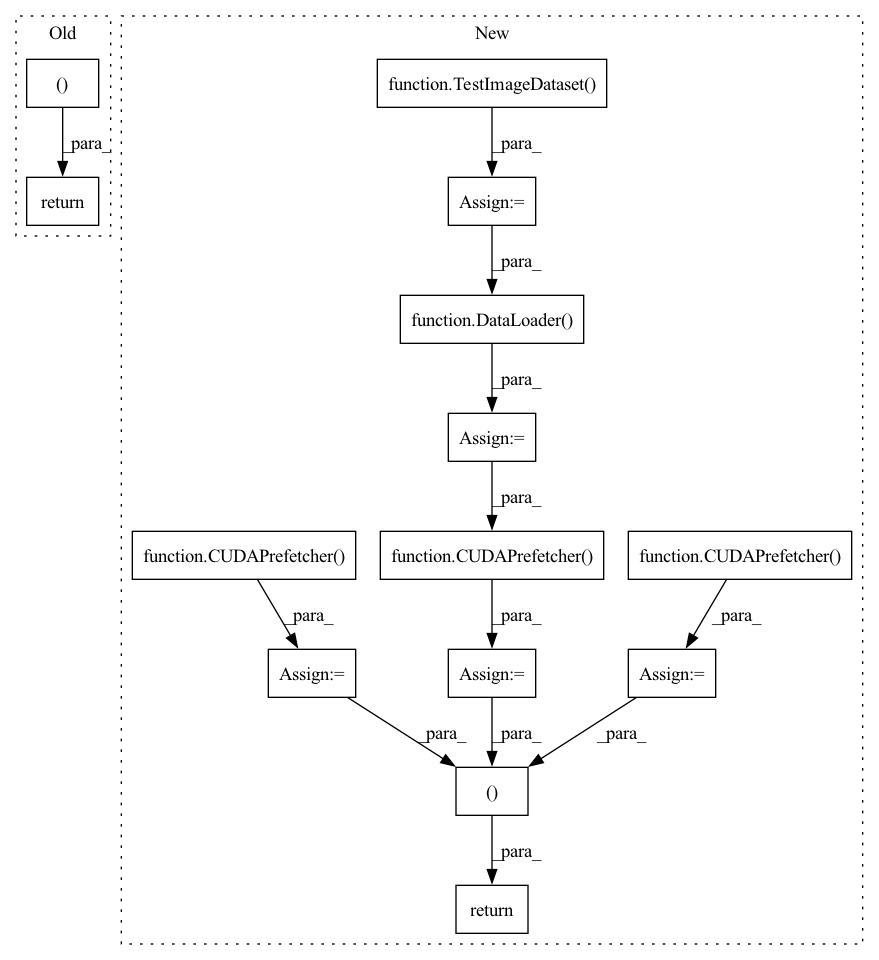 Old
New
()
function.TestImageDataset()
_para_
_para_
return
Assign:=
_para_
function.DataLoader()
_para_
Assign:=
_para_
function.CUDAPrefetcher()
function.CUDAPrefetcher()
function.CUDAPrefetcher()
_para_
_para_
_para_
Assign:=
Assign:=
Assign:=
_para_
_para_
_para_
()
_para_
return